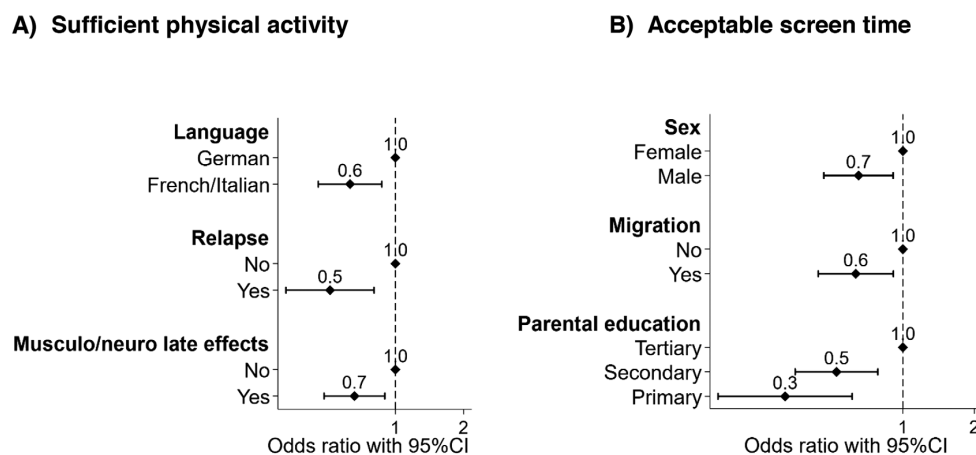 A) Sufficient physical activity
Language
1.0
German
0.6
French/Italian
Relapse
1.0
No
0.5
Yes
Musculo/neuro late effects
1.0
No
0.7
Yes
1 2
Odds ratio with 95%CI
B) Acceptable screen time
Sex
1.0
Female
0.7
Male
Migration
1.0
No
0.6
Yes
Parental education
1.0
Tertiary
0.5
Secondary
0.3
Primary
1 2
Odds ratio with 95%CI